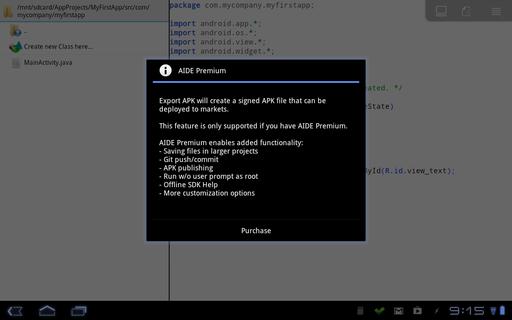 /mnt/sdcard/AppProjects/MyFirstApp/src/com/
mycompany/myfirstapp
..
Create new Class here...
MainActivity.java
package com.mycompany.myfirstapp;
import android.app.*;
import android.os.*;
import android.view.*;
import android.widget.*;
eated. */
eState)
yId(R.id.view_text);
AIDE Premium
Export APK will create a signed APK file that can be
deployed to markets.
This feature is only supported if you have AIDE Premium.
AIDE Premium enables added functionality:
- Saving files in larger projects
- Git push/commit
- APK publishing
- Run w/o user prompt as root
- Offline SDK Help
- More customization options
Purchase
9:15